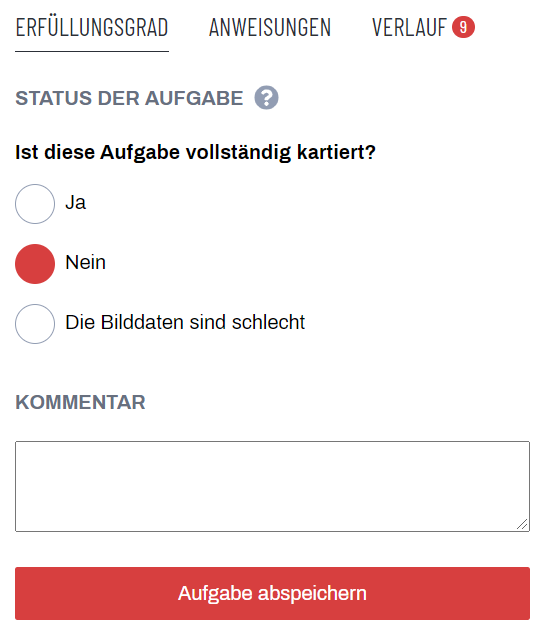 ERFÜLLUNGSGRAD ANWEISUNGEN VERLAUF 9
STATUS DER AUFGABE ?
Ist diese Aufgabe vollständig kartiert?
Ja
Nein
Die Bilddaten sind schlecht
KOMMENTAR
Aufgabe abspeichern